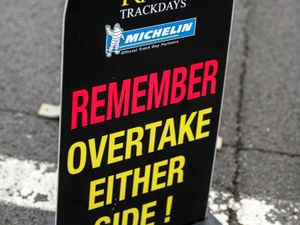 TRACKDAYS
MICHELIN
Official Track Day Partners
REMEMBER
OVERTAKE
EITHER
SIDE !